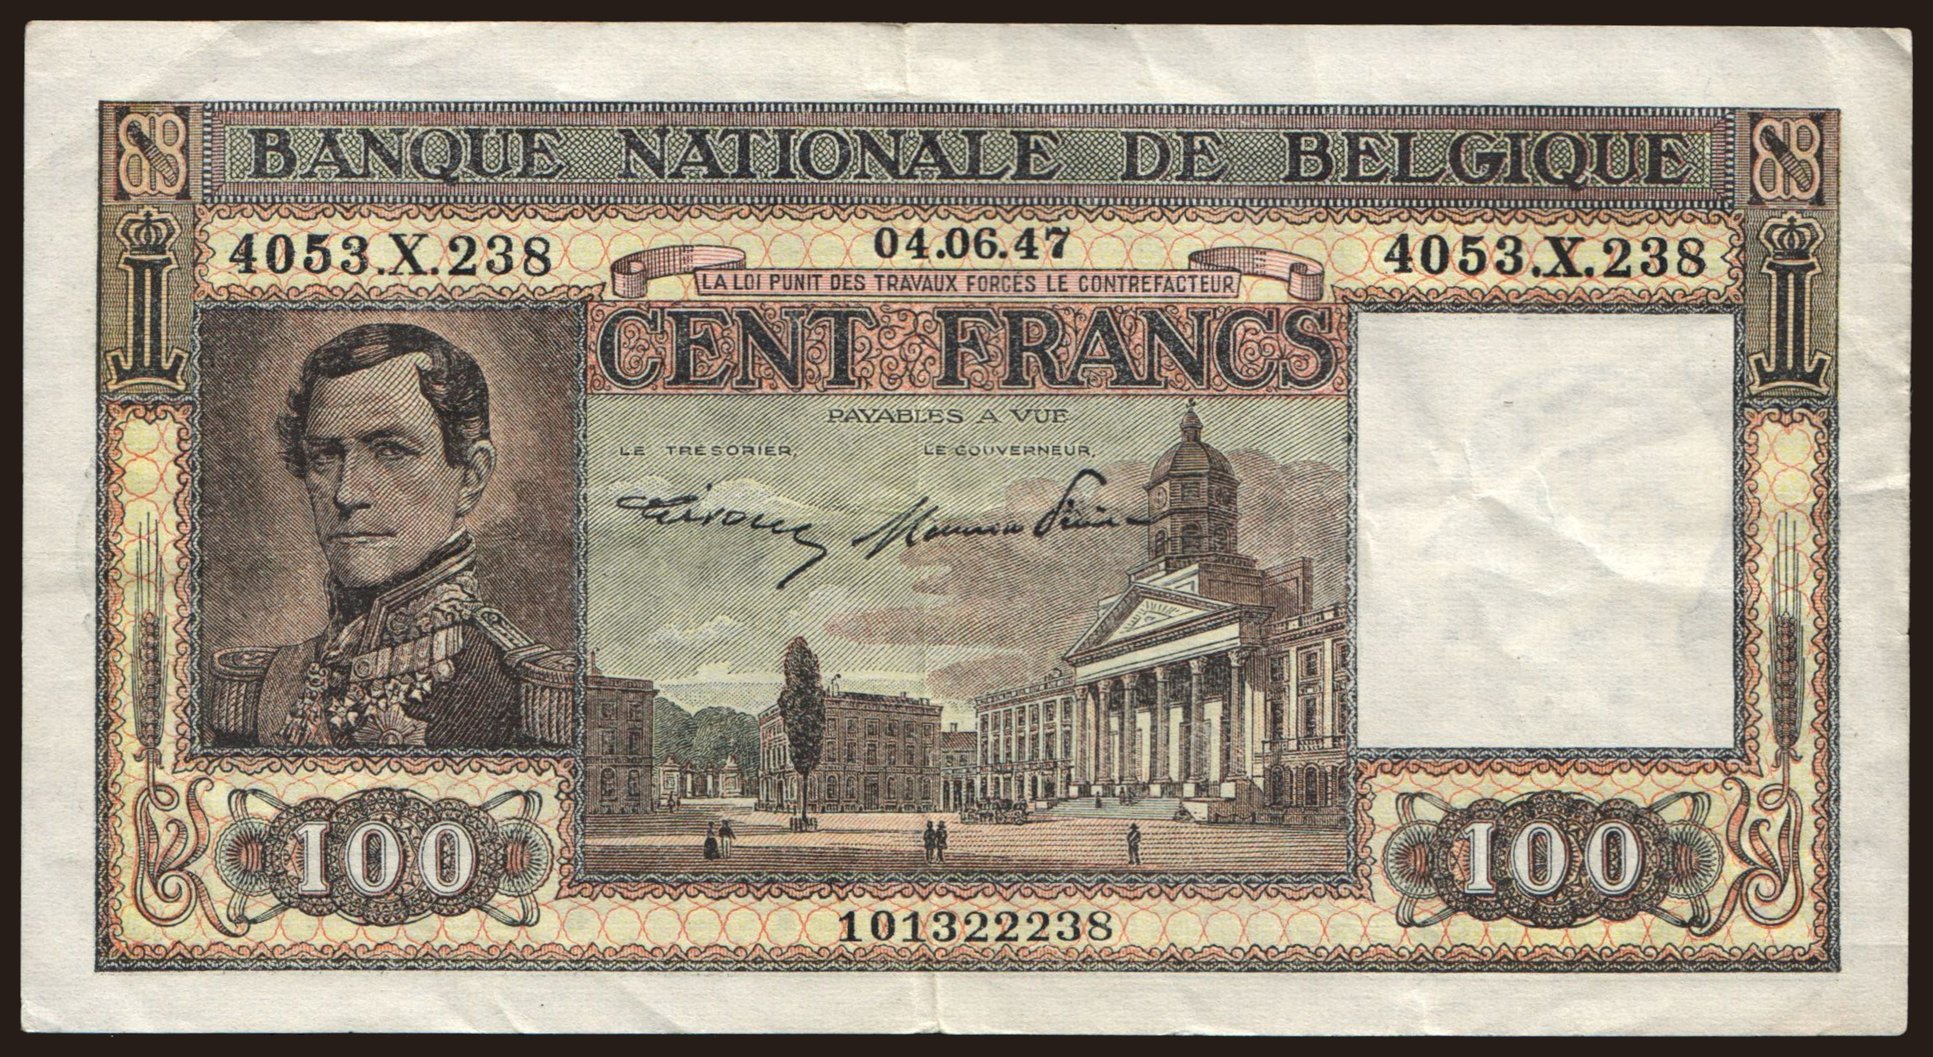 BANQUE NATIONALE DE BELGIQUE
4053.X.238 04.06.47 4053.X.238
LA LOI PUNIT DES TRAVAUX FORCÉS LE CONTREFACTEUR
CENT FRANCS
PAYABLES A VUE
LE TRÉSORIER, LE GOUVERNEUR,
100 100
101322238